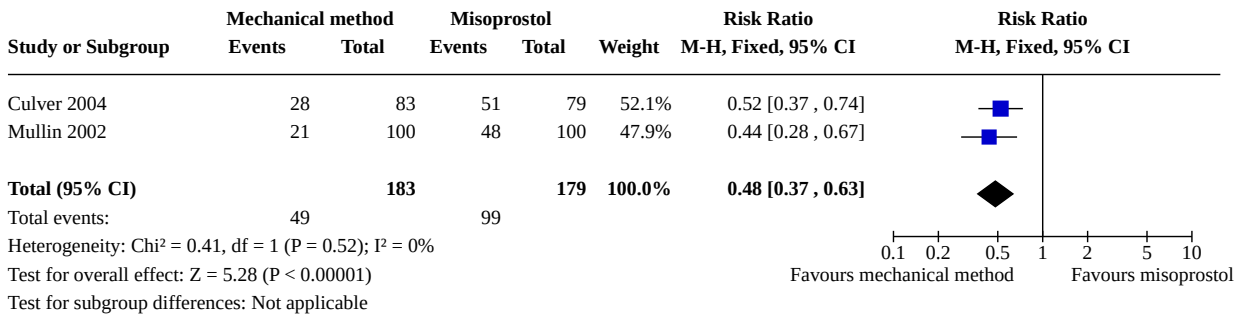 Mechanical method Misoprostol Risk Ratio Risk Ratio
Study or Subgroup Events Total Events Total Weight M-H, Fixed, 95% CI M-H, Fixed, 95% CI
Culver 2004 28 83 51 79 52.1% 0.52 [0.37 , 0.74]
Mullin 2002 21 100 48 100 47.9% 0.44 [0.28 , 0.67]
Total (95% CI) 183 179 100.0% 0.48 [0.37 , 0.63]
Total events: 49 99
Heterogeneity: Chi² = 0.41, df = 1 (P = 0.52); I² = 0%
0.1 0.2 0.5 1 2 5 10
Test for overall effect: Z = 5.28 (P < 0.00001)
Favours mechanical method Favours misoprostol
Test for subgroup differences: Not applicable